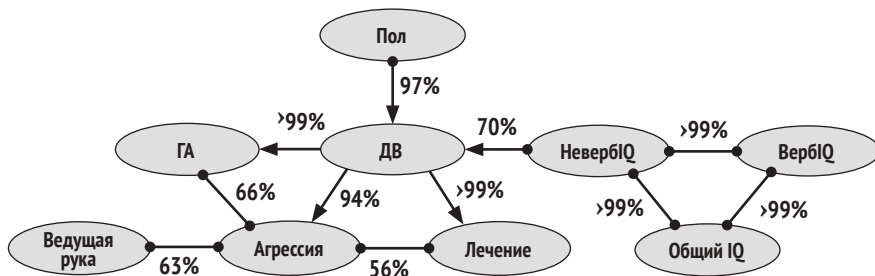 Пол
97%
›99%
70%
›99%
ГА
ДВ
НевербIQ
ВербIQ
66%
94%
›99%
›99%
›99%
Ведущая
рука
63%
Агрессия
56%
Лечение
Общий IQ